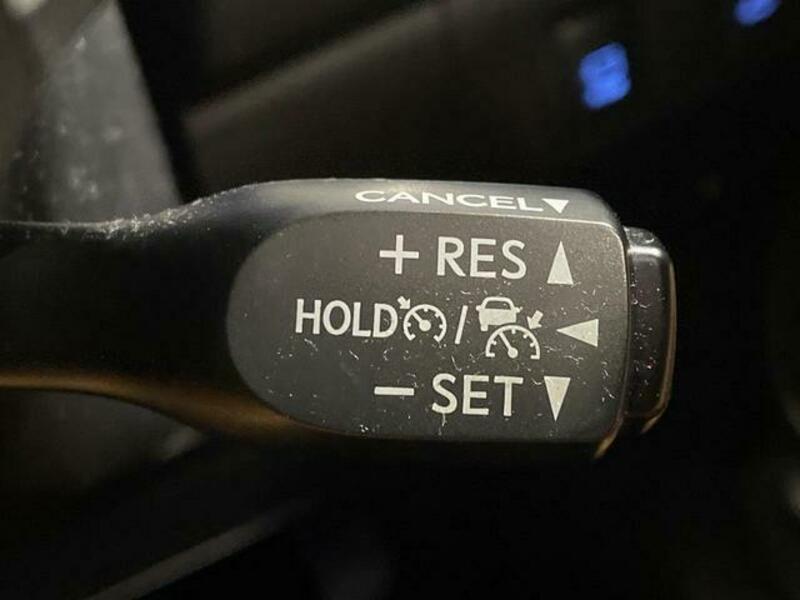 CANCEL▼
+ RES ▲
HOLD / ◀
− SET ▼